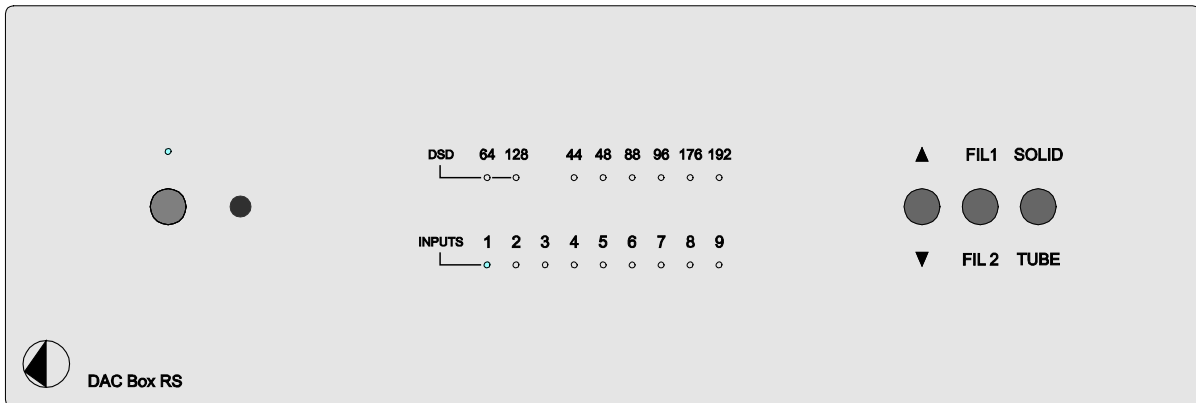 DSD 64 128 44 48 88 96 176 192
▲ FIL1 SOLID
INPUTS 1 2 3 4 5 6 7 8 9
▼ FIL 2 TUBE
DAC Box RS